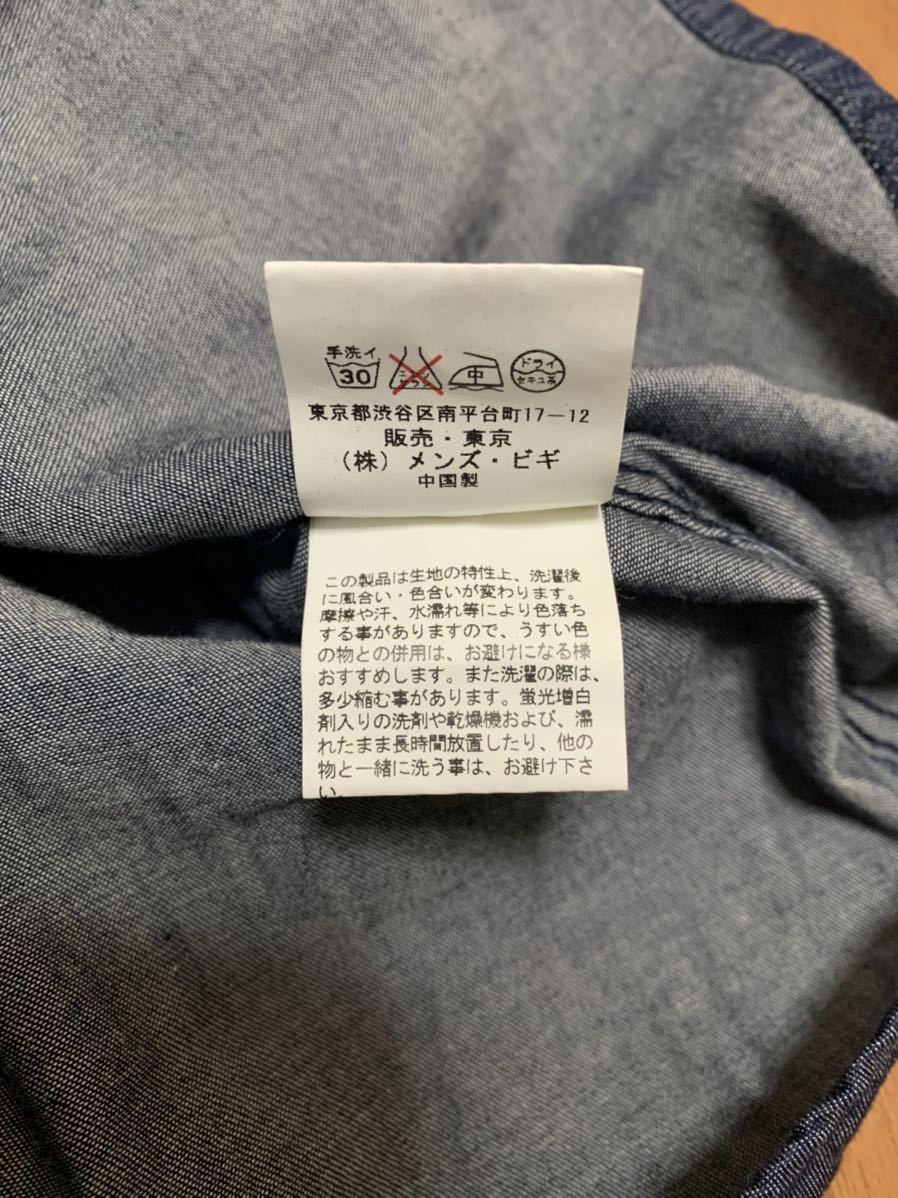 手洗イ
30
エンソ
サラシ
中
ドライ
セキユ系
東京都渋谷区南平台町17−12
販売・東京
(株)メンズ・ビギ
中国製
この製品は生地の特性上、洗濯後
に風合い・色合いが変わります。
摩擦や汗、水濡れ等により色落ち
する事がありますので、うすい色
の物との併用は、お避けになる様
おすすめします。また洗濯の際は、
多少縮む事があります。蛍光増白
剤入りの洗剤や乾燥機および、濡
れたまま長時間放置したり、他の
物と一緒に洗う事は、お避け下さ
い。